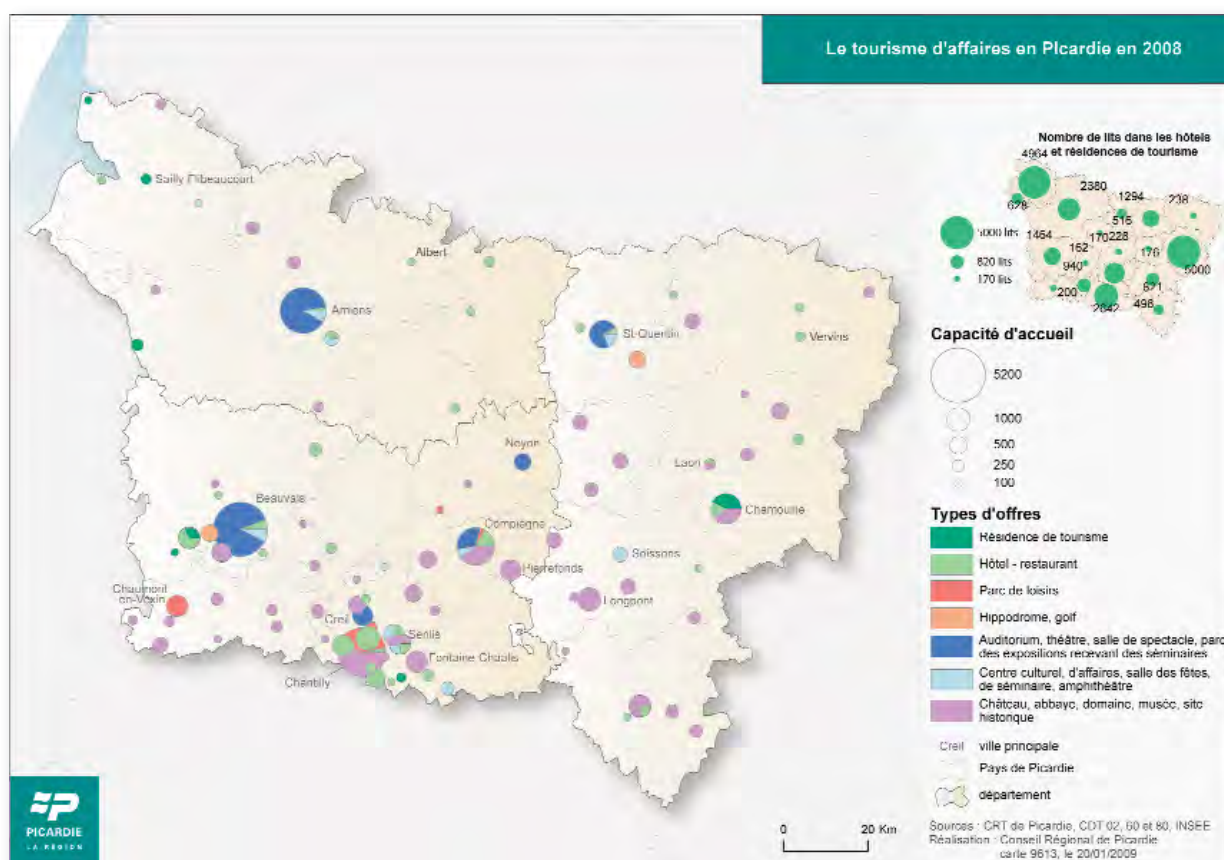 Le tourisme d'affaires en Picardie en 2008
Nombre de lits dans les hôtels
et résidences de tourisme
4964
2380
1294
238
628
515
1464
170
228
162
176
940
5000
200
671
2642
498
5000 lits
820 lits
170 lits
Capacité d'accueil
5200
1000
500
250
100
Types d'offres
Résidence de tourisme
Hôtel - restaurant
Parc de loisirs
Hippodrome, golf
Auditorium, théâtre, salle de spectacle, parc
des expositions recevant des séminaires
Centre culturel, d'affaires, salle des fêtes,
de séminaire, amphithéâtre
Château, abbaye, domaine, musée, site
historique
Creil ville principale
Pays de Picardie
département
Sources : CRT de Picardie, CDT 02, 60 et 80, INSEE
Réalisation : Conseil Régional de Picardie
carte 9613, le 20/01/2009
Sailly Flibeaucourt
Albert
Amiens
St-Quentin
Vervins
Noyon
Laon
Beauvais
Compiègne
Chamouille
Pierrefonds
Soissons
Chaumont
en-Vexin
Longpont
Creil
Senlis
Fontaine Chaalis
Chantilly
0 20 Km
PICARDIE
LA RÉGION